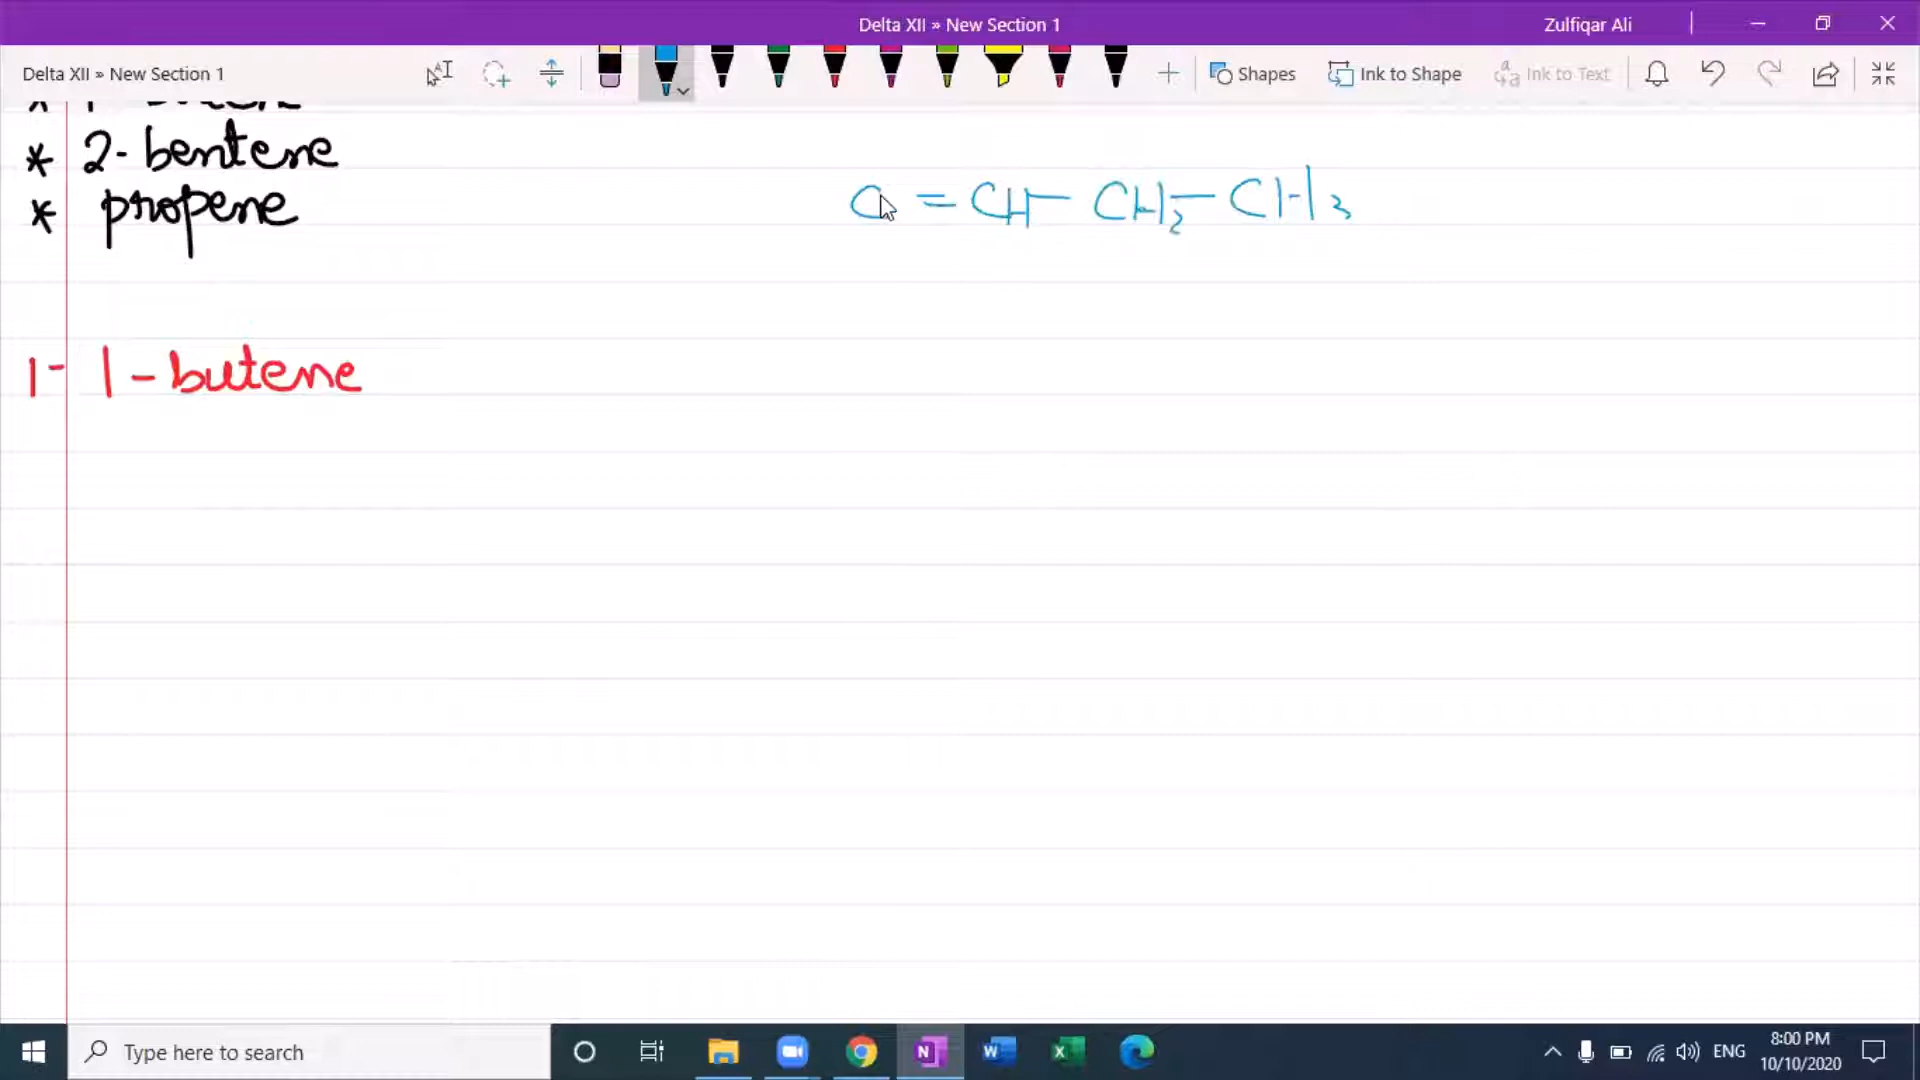 Delta XII » New Section 1
Zulfiqar Ali
Delta XII » New Section 1
Shapes
Ink to Shape
Ink to Text
* 2- bentene
C = CH — CH2 — CH3
* propene
1- 1 - butene
Type here to search
ENG
8:00 PM
10/10/2020